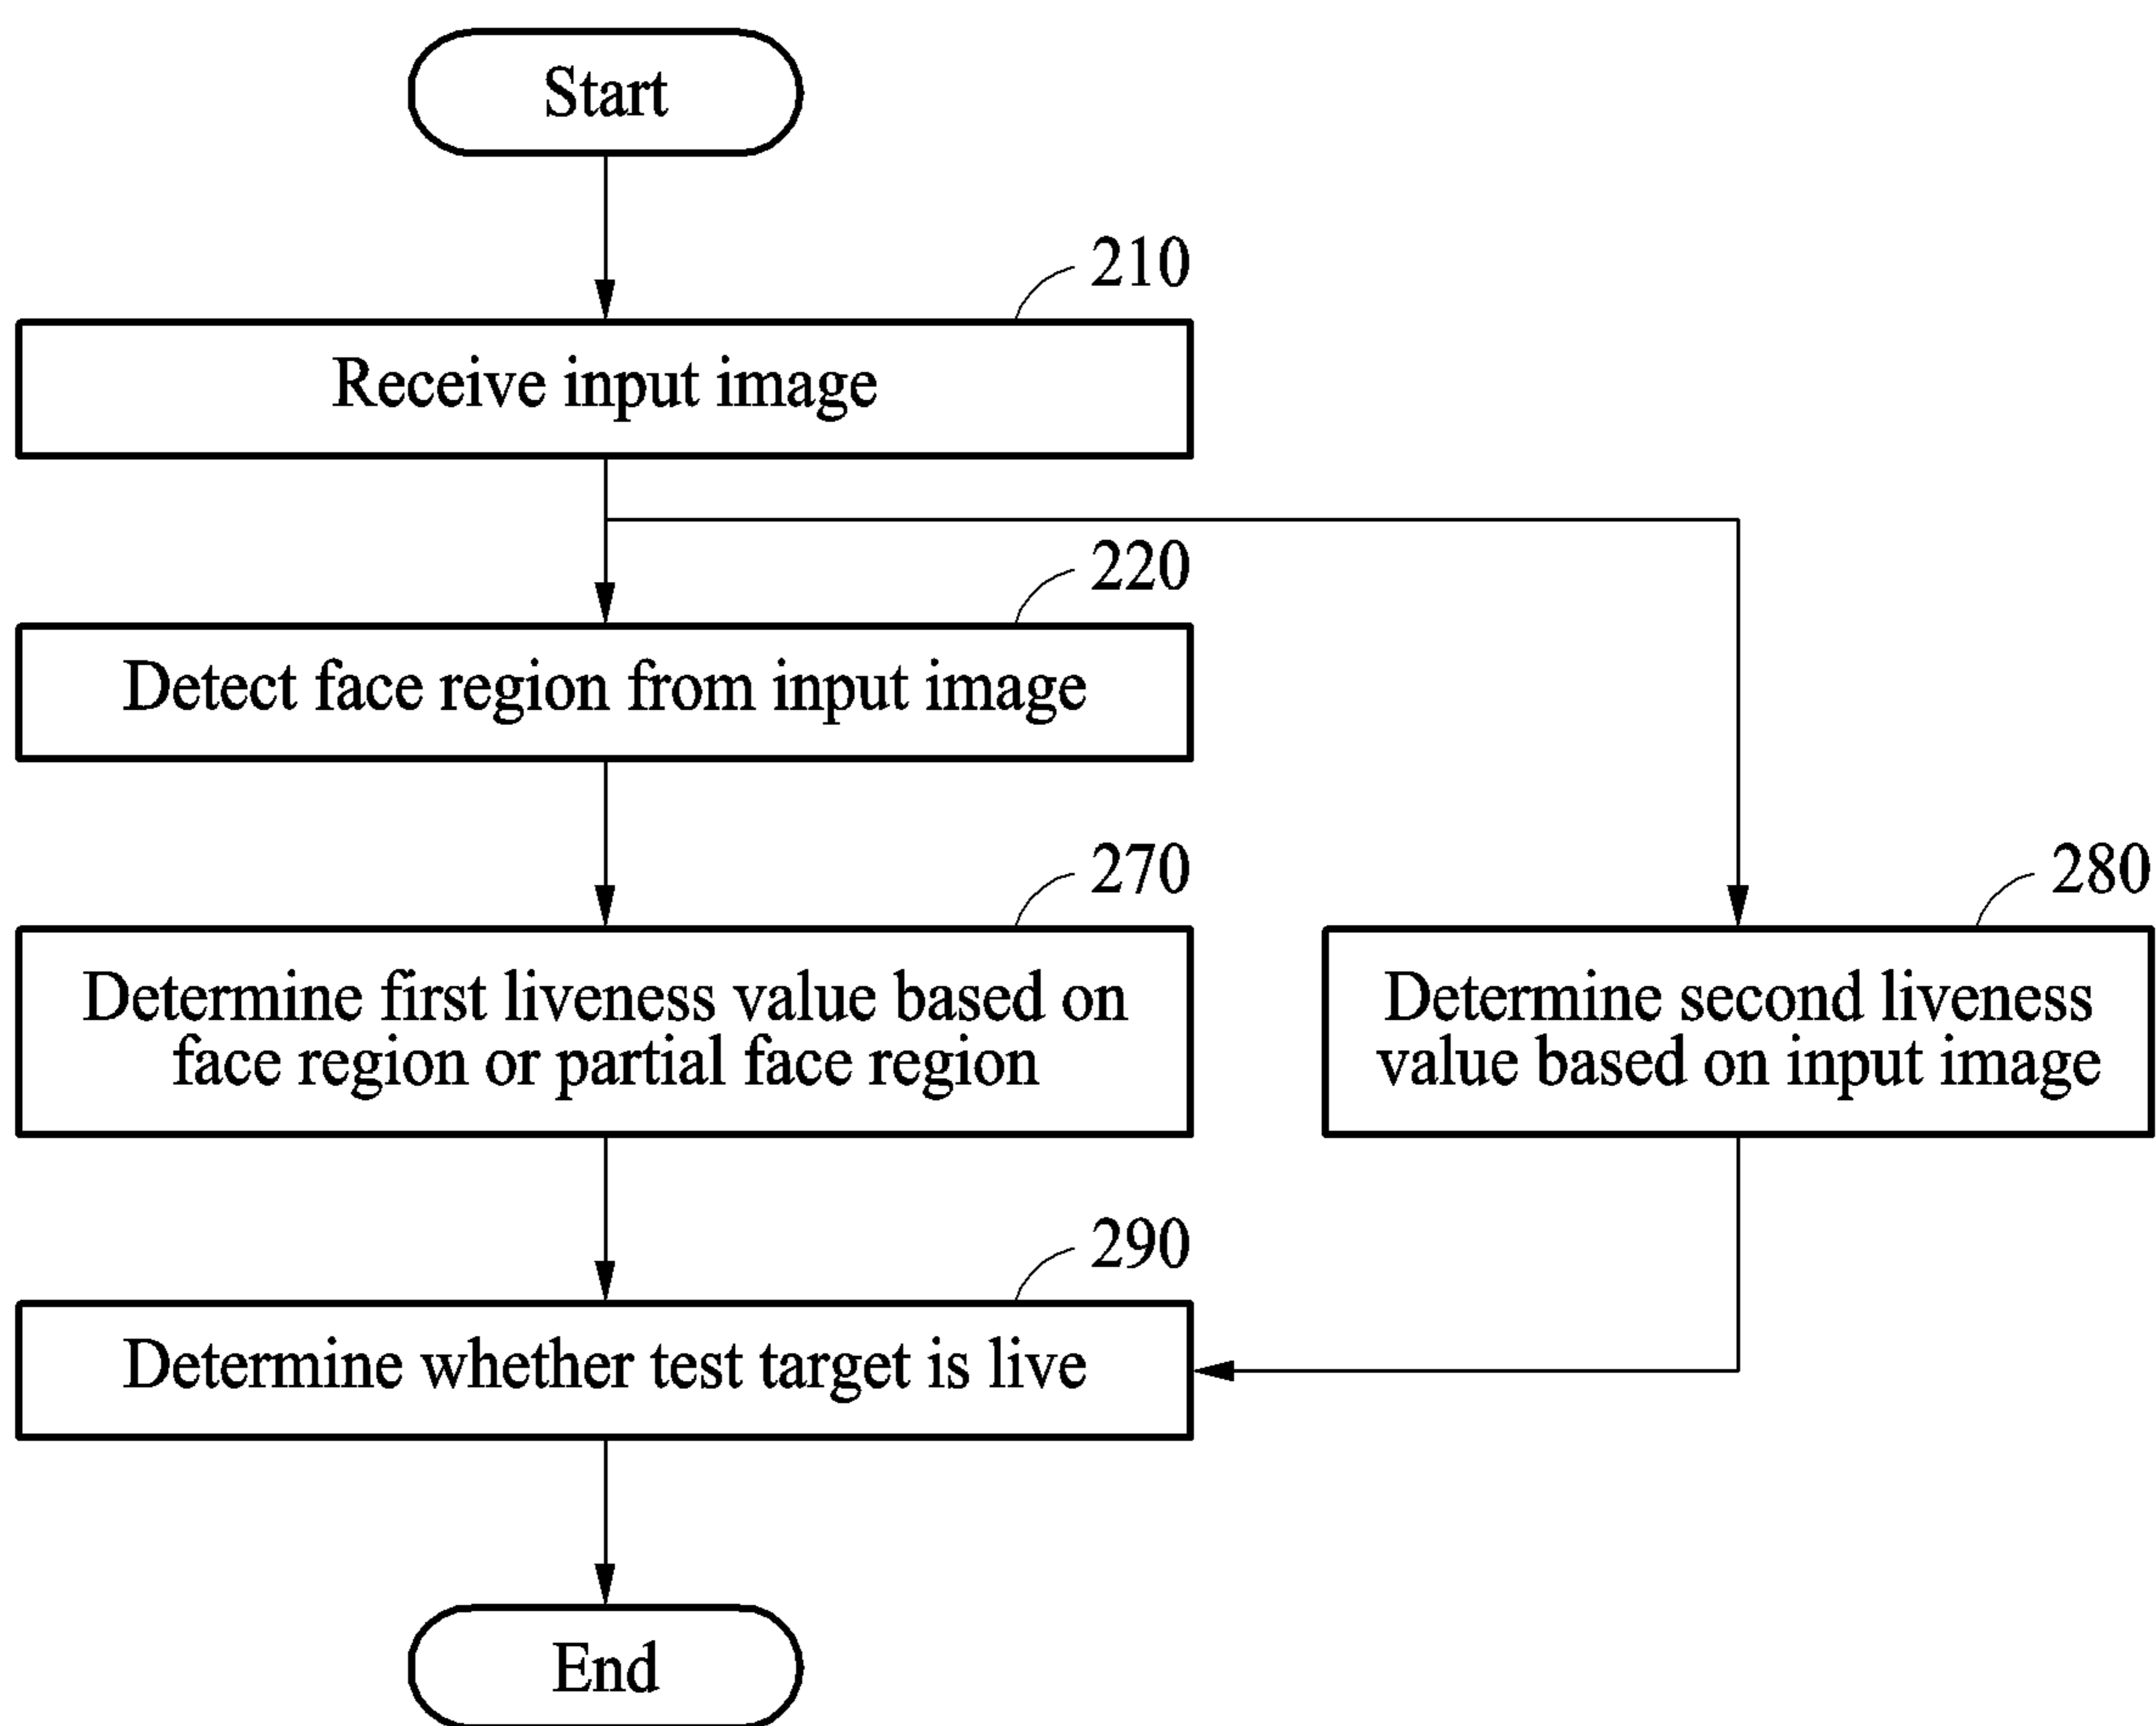 Start
210
Receive input image
220
Detect face region from input image
270
Determine first liveness value based on
face region or partial face region
280
Determine second liveness
value based on input image
290
Determine whether test target is live
End